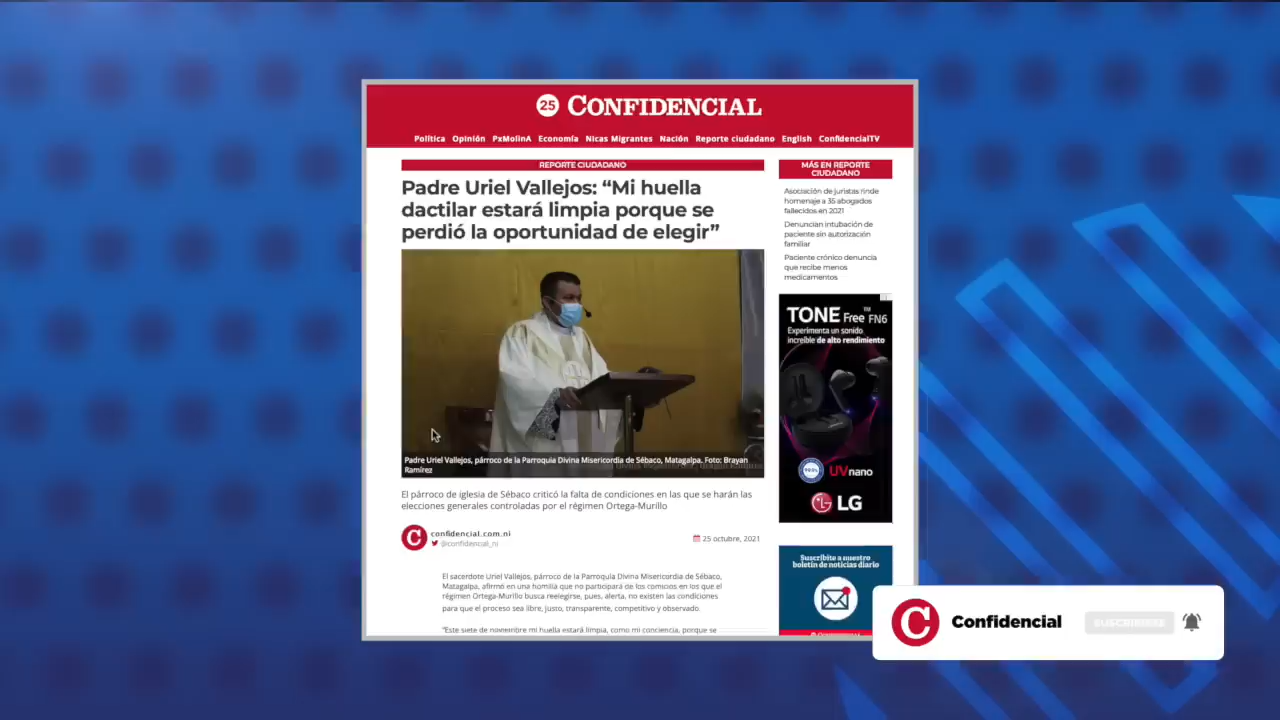 25 CONFIDENCIAL
Política Opinión PxMolinA Economía Nicas Migrantes Nación Reporte ciudadano English ConfidencialTV
REPORTE CIUDADANO
Padre Uriel Vallejos: “Mi huella
dactilar estará limpia porque se
perdió la oportunidad de elegir”
Padre Uriel Vallejos, párroco de la Parroquia Divina Misericordia de Sébaco, Matagalpa. Foto: Brayan
Ramírez
El párroco de iglesia de Sébaco criticó la falta de condiciones en las que se harán las
elecciones generales controladas por el régimen Ortega-Murillo
C confidencial.com.ni
@confidencial_ni
25 octubre, 2021
El sacerdote Uriel Vallejos, párroco de la Parroquia Divina Misericordia de Sébaco,
Matagalpa, afirmó en una homilía que no participará de los comicios en los que el
régimen Ortega-Murillo busca reelegirse, pues, alerta, no existen las condiciones
para que el proceso sea libre, justo, transparente, competitivo y observado.
“Este siete de noviembre mi huella estará limpia, como mi conciencia, porque se
MÁS EN REPORTE
CIUDADANO
Asociación de juristas rinde
homenaje a 35 abogados
fallecidos en 2021
Denuncian intubación de
paciente sin autorización
familiar
Paciente crónico denuncia
que recibe menos
medicamentos
TONE Free™ FN6
Experimenta un sonido
increíble de alto rendimiento
UVnano
LG
Suscribite a nuestro
boletín de noticias diario
C Confidencial SUSCRIBIRSE